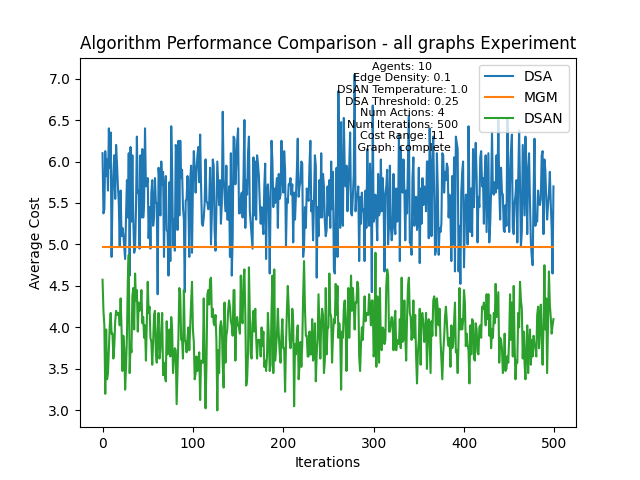 Algorithm Performance Comparison - all graphs Experiment
Agents: 10
Edge Density: 0.1
DSAN Temperature: 1.0
DSA Threshold: 0.25
Num Actions: 4
Num Iterations: 500
Cost Range: 11
Graph: complete
DSA
MGM
DSAN
Average Cost
7.0
6.5
6.0
5.5
5.0
4.5
4.0
3.5
3.0
0
100
200
300
400
500
Iterations